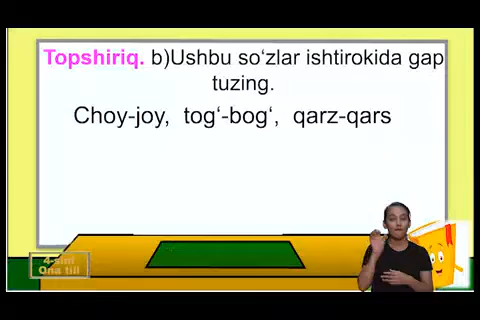 Topshiriq. b)Ushbu so‘zlar ishtirokida gap
tuzing.
Choy-joy, tog‘-bog‘, qarz-qars
4-sinf
Ona tili